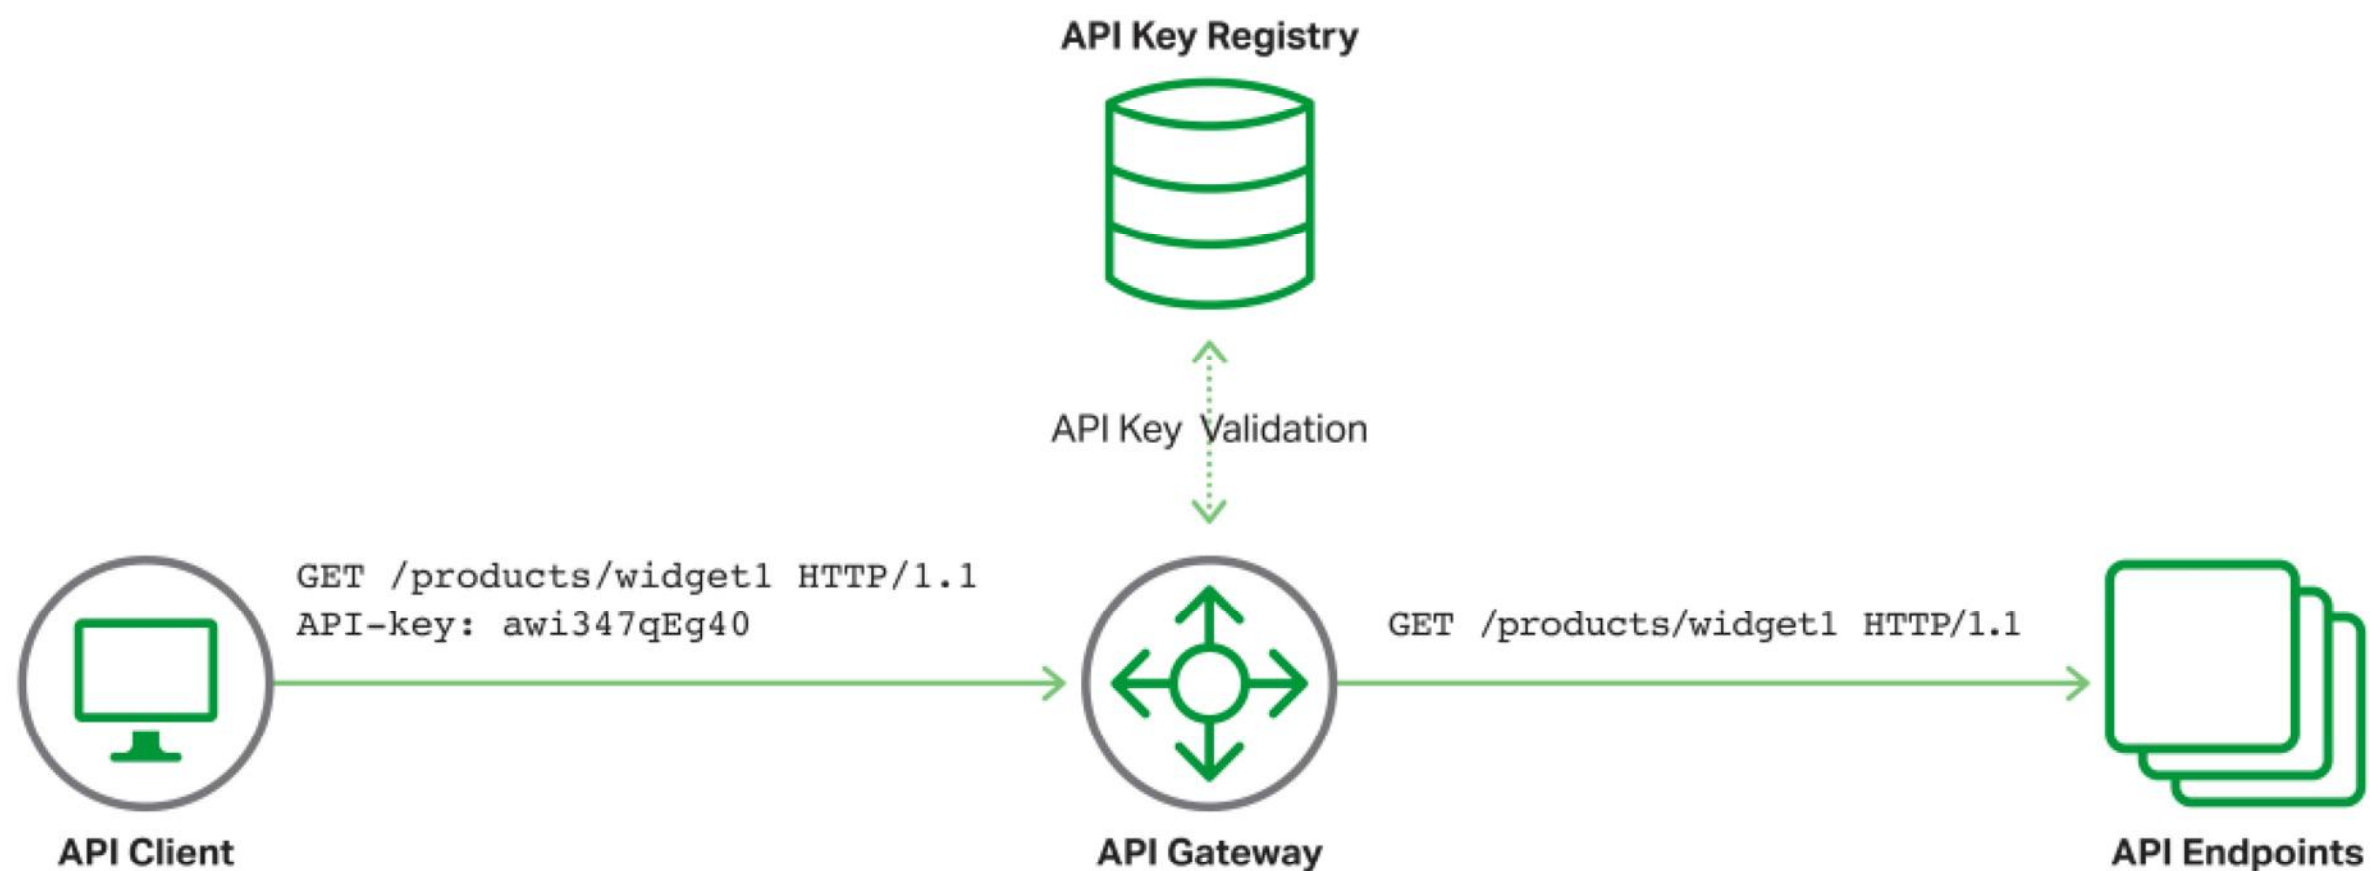 API Key Registry
API Key Validation
GET /products/widget1 HTTP/1.1
API-key: awi347qEg40
GET /products/widget1 HTTP/1.1
API Client
API Gateway
API Endpoints